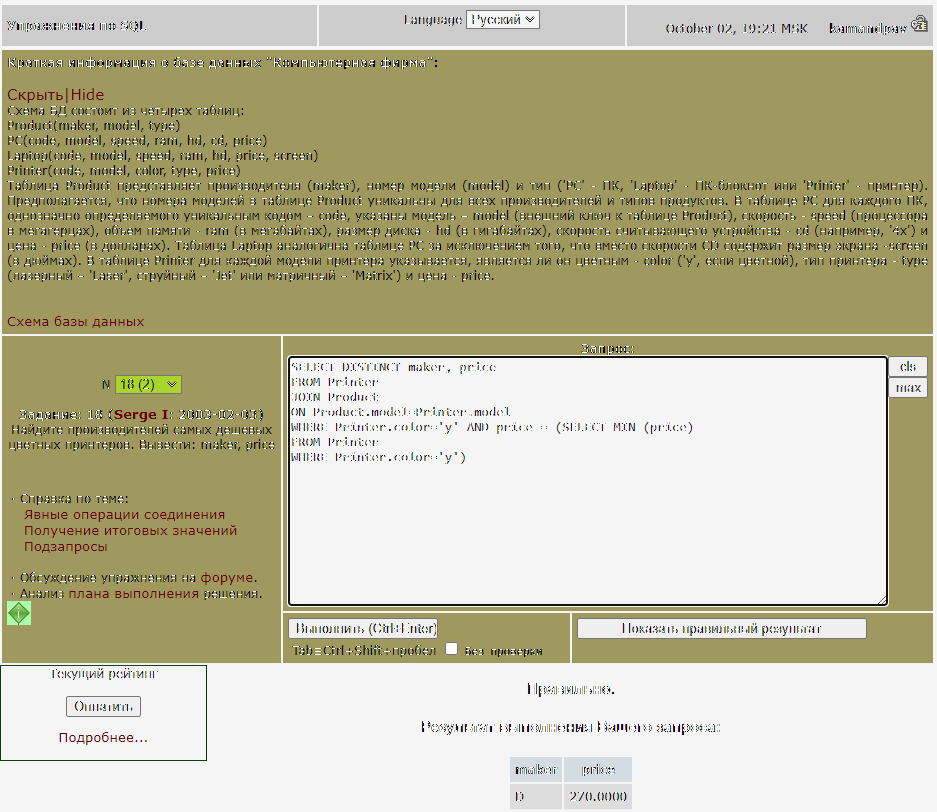 Упражнения по SQL
Language Русский
October 02, 19:21 MSK kamandpav
Краткая информация о базе данных "Компьютерная фирма":
Скрыть|Hide
Схема БД состоит из четырех таблиц:
Product(maker, model, type)
PC(code, model, speed, ram, hd, cd, price)
Laptop(code, model, speed, ram, hd, price, screen)
Printer(code, model, color, type, price)
Таблица Product представляет производителя (maker), номер модели (model) и тип ('PC' - ПК, 'Laptop' - ПК-блокнот или 'Printer' - принтер).
Предполагается, что номера моделей в таблице Product уникальны для всех производителей и типов продуктов. В таблице PC для каждого ПК,
однозначно определяемого уникальным кодом – code, указаны модель – model (внешний ключ к таблице Product), скорость - speed (процессора
в мегагерцах), объем памяти - ram (в мегабайтах), размер диска - hd (в гигабайтах), скорость считывающего устройства - cd (например, '4x') и
цена - price (в долларах). Таблица Laptop аналогична таблице РС за исключением того, что вместо скорости CD содержит размер экрана -screen
(в дюймах). В таблице Printer для каждой модели принтера указывается, является ли он цветным - color ('y', если цветной), тип принтера - type
(лазерный – 'Laser', струйный – 'Jet' или матричный – 'Matrix') и цена - price.
Схема базы данных
N 18 (2)
Задание: 18 (Serge I: 2003-02-03)
Найдите производителей самых дешевых
цветных принтеров. Вывести: maker, price
· Справка по теме:
Явные операции соединения
Получение итоговых значений
Подзапросы
· Обсуждение упражнения на форуме.
· Анализ плана выполнения решения.
Запрос:
SELECT DISTINCT maker, price
FROM Printer
JOIN Product
ON Product.model=Printer.model
WHERE Printer.color='y' AND price = (SELECT MIN (price)
FROM Printer
WHERE Printer.color='y')
cls
max
Выполнить (Ctrl+Enter)
Показать правильный результат
Tab=Ctrl+Shift+пробел без проверки
Текущий рейтинг
Оплатить
Подробнее...
Правильно.
Результат выполнения Вашего запроса:
maker price
D 270.0000